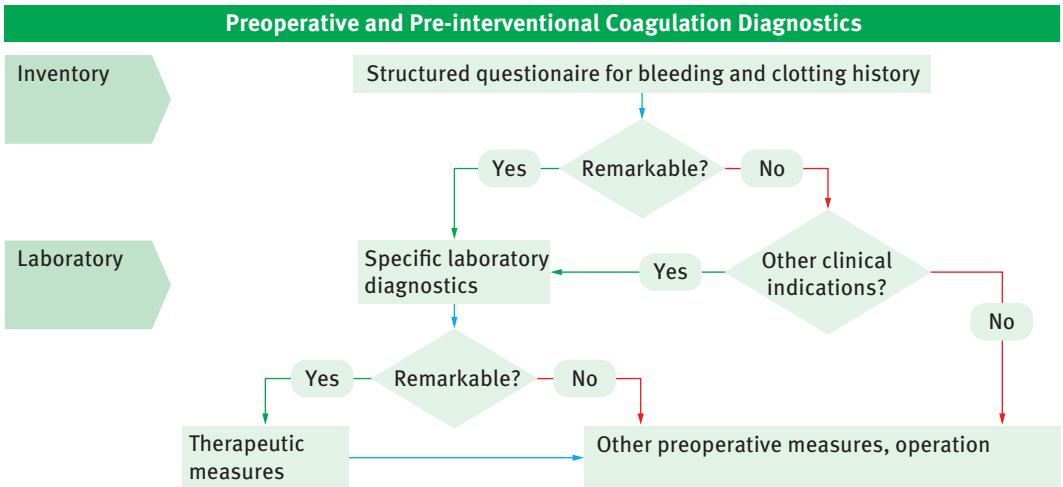 Preoperative and Pre-interventional Coagulation Diagnostics
Inventory
Structured questionaire for bleeding and clotting history
Yes
Remarkable?
No
Laboratory
Specific laboratory
diagnostics
Yes
Other clinical
indications?
No
Yes
Remarkable?
No
Therapeutic
measures
Other preoperative measures, operation